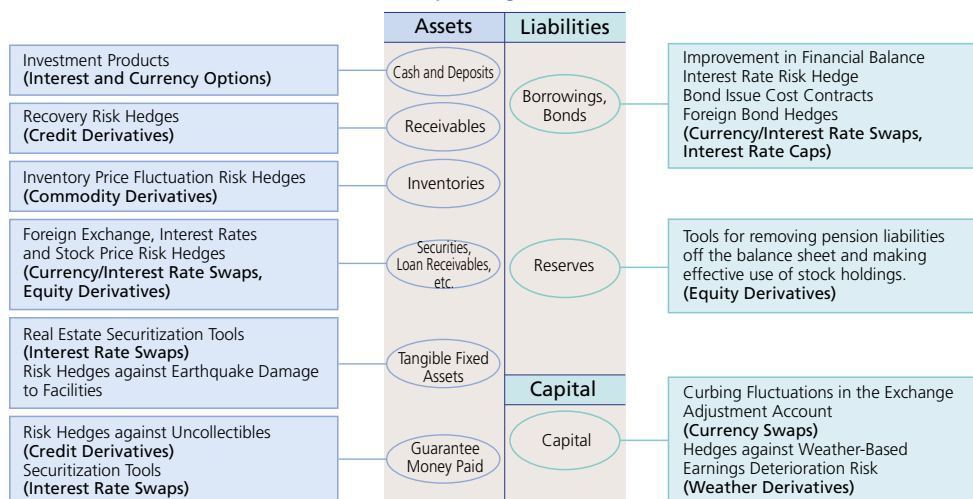 Assets
Liabilities
Investment Products
(Interest and Currency Options)
Cash and Deposits
Recovery Risk Hedges
(Credit Derivatives)
Receivables
Inventory Price Fluctuation Risk Hedges
(Commodity Derivatives)
Inventories
Foreign Exchange, Interest Rates
and Stock Price Risk Hedges
(Currency/Interest Rate Swaps,
Equity Derivatives)
Securities,
Loan Receivables,
etc.
Real Estate Securitization Tools
(Interest Rate Swaps)
Risk Hedges against Earthquake Damage
to Facilities
Tangible Fixed
Assets
Risk Hedges against Uncollectibles
(Credit Derivatives)
Securitization Tools
(Interest Rate Swaps)
Guarantee
Money Paid
Borrowings,
Bonds
Improvement in Financial Balance
Interest Rate Risk Hedge
Bond Issue Cost Contracts
Foreign Bond Hedges
(Currency/Interest Rate Swaps,
Interest Rate Caps)
Reserves
Tools for removing pension liabilities
off the balance sheet and making
effective use of stock holdings.
(Equity Derivatives)
Capital
Capital
Curbing Fluctuations in the Exchange
Adjustment Account
(Currency Swaps)
Hedges against Weather-Based
Earnings Deterioration Risk
(Weather Derivatives)